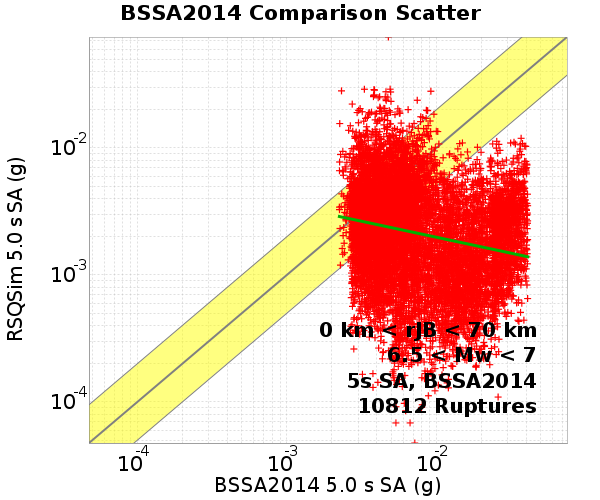 BSSA2014 Comparison Scatter
RSQSim 5.0 s SA (g)
10-2
10-3
10-4
0 km < rJB < 70 km
6.5 < Mw < 7
5s SA, BSSA2014
10812 Ruptures
10-4 10-3 10-2
BSSA2014 5.0 s SA (g)